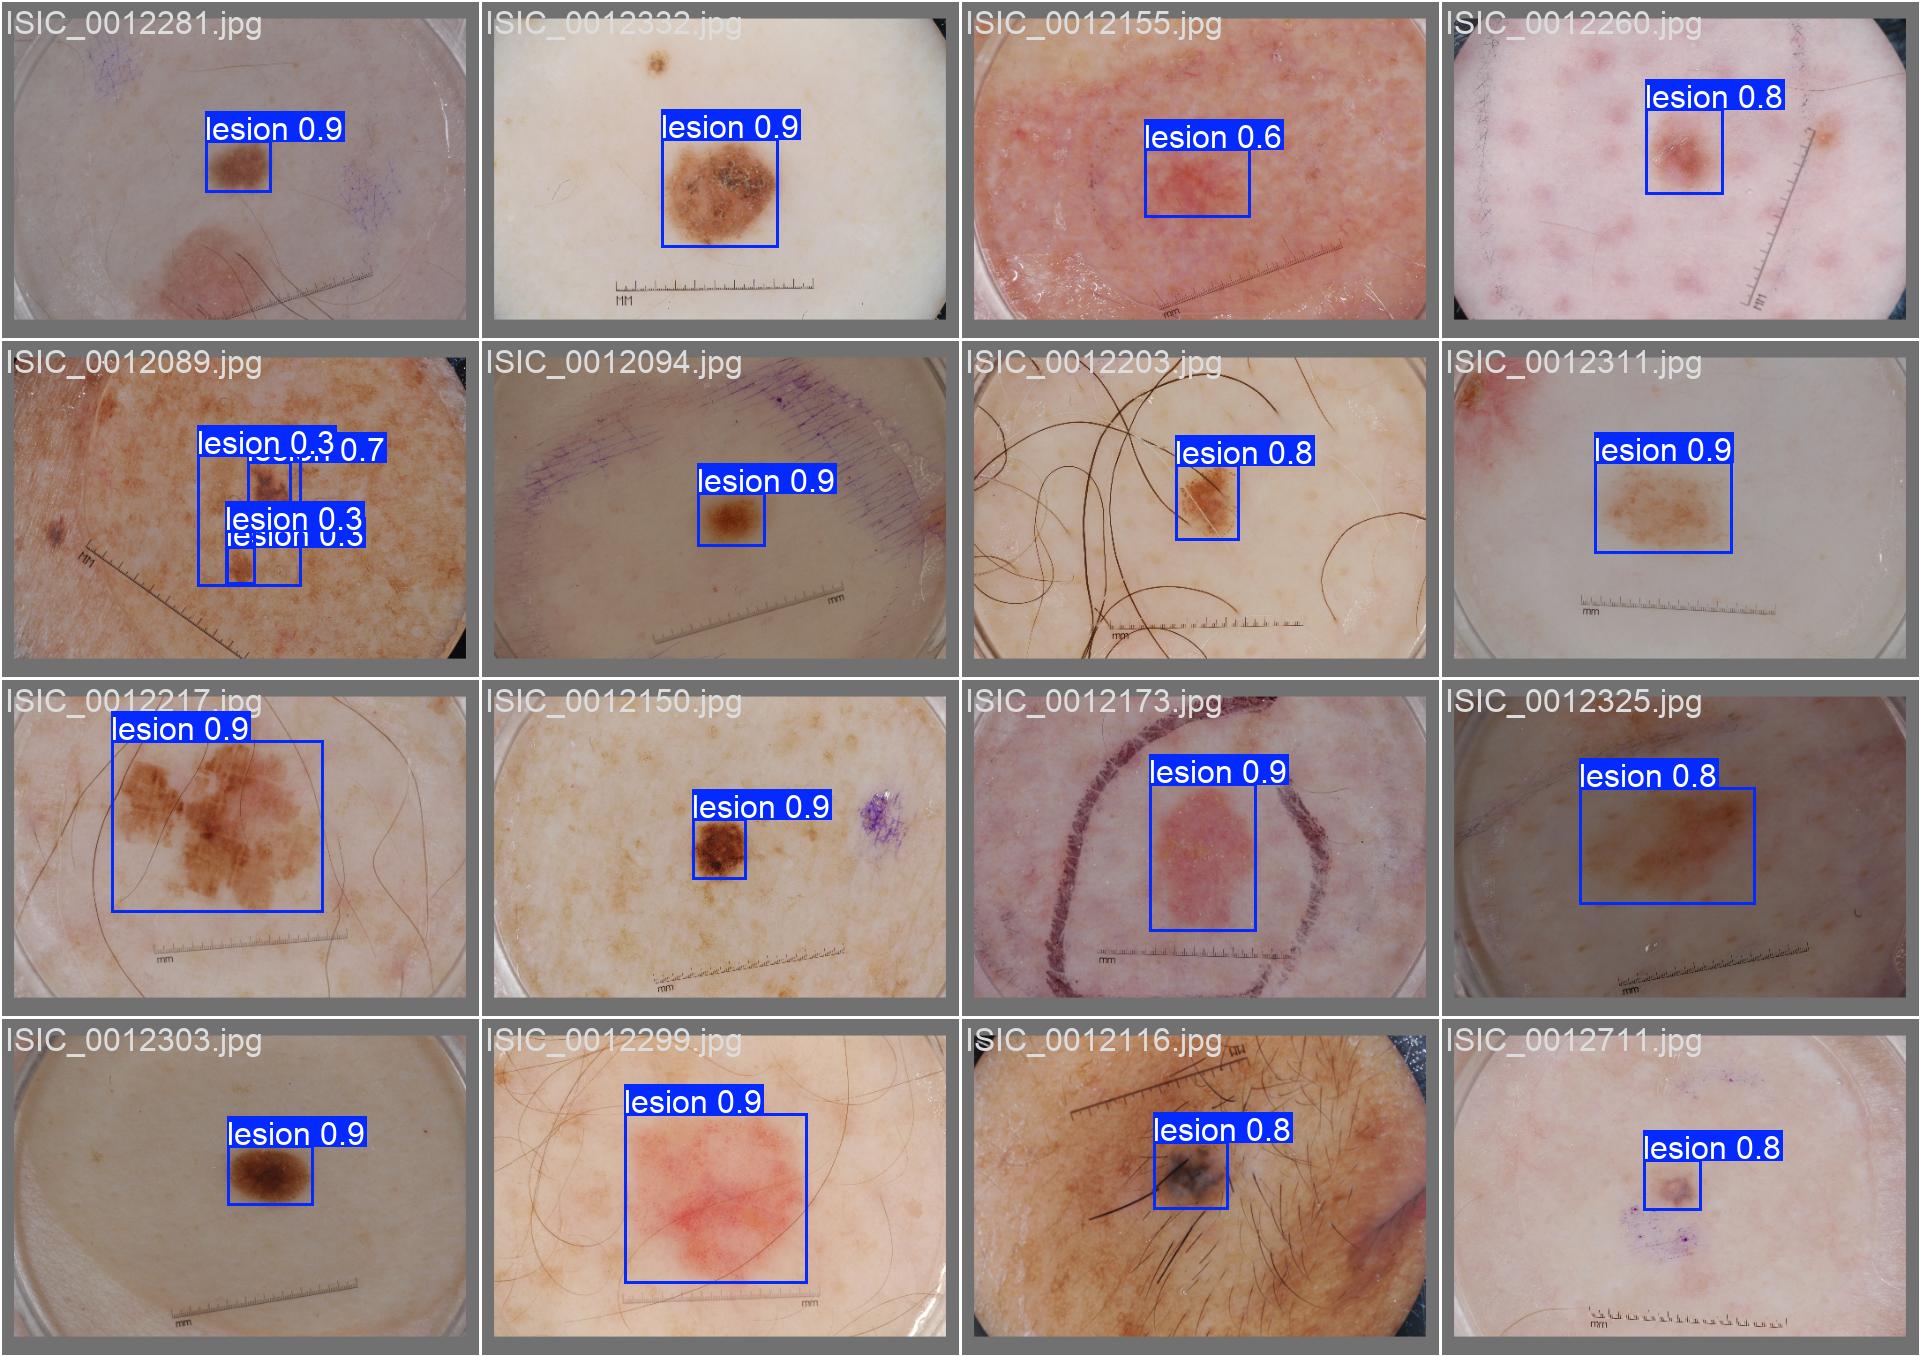 ISIC_0012281.jpg
lesion 0.9
ISIC_0012332.jpg
lesion 0.9
MM
ISIC_0012155.jpg
lesion 0.6
mm
ISIC_0012260.jpg
lesion 0.8
MM
ISIC_0012089.jpg
lesion 0.3
0.7
lesion 0.3
lesion 0.3
MM
ISIC_0012094.jpg
lesion 0.9
mm
ISIC_0012203.jpg
lesion 0.8
mm
ISIC_0012311.jpg
lesion 0.9
mm
ISIC_0012217.jpg
lesion 0.9
mm
ISIC_0012150.jpg
lesion 0.9
mm
ISIC_0012173.jpg
lesion 0.9
mm
ISIC_0012325.jpg
lesion 0.8
mm
ISIC_0012303.jpg
lesion 0.9
mm
ISIC_0012299.jpg
lesion 0.9
mm
ISIC_0012116.jpg
MM
lesion 0.8
ISIC_0012711.jpg
lesion 0.8
mm